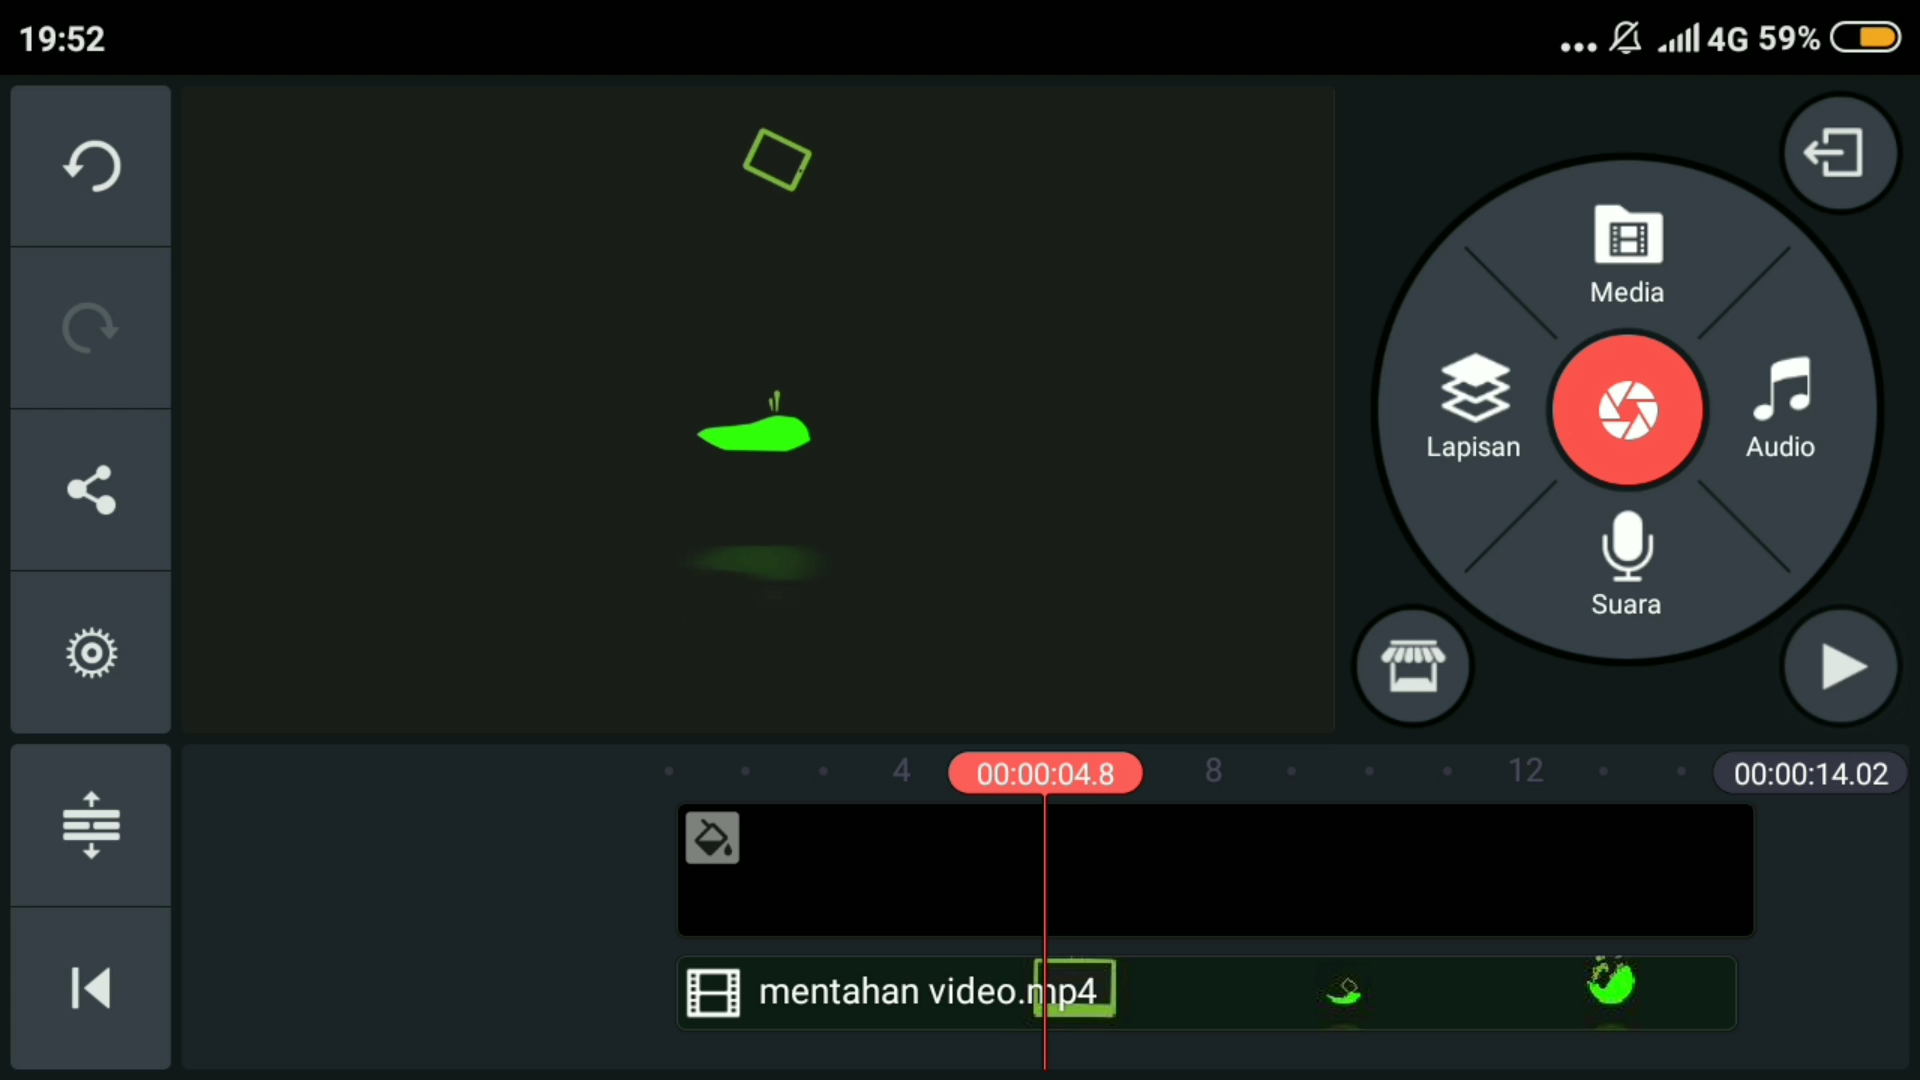 19:52
4G 59%
Media
Lapisan
Audio
Suara
4
00:00:04.8
8
12
00:00:14.02
mentahan video.mp4